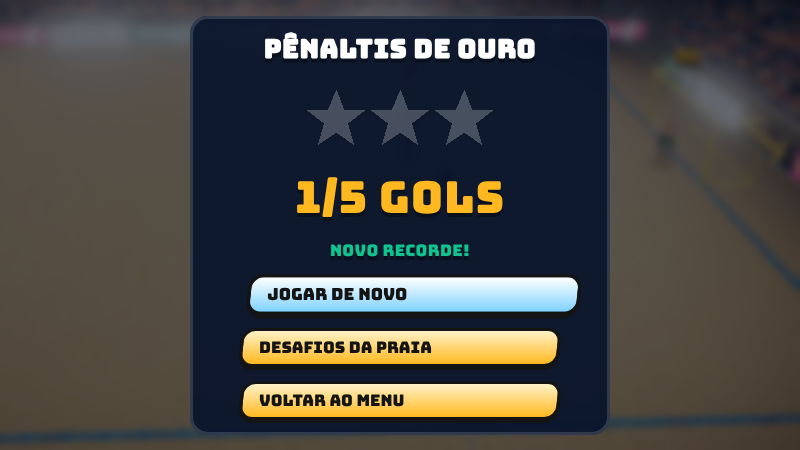 PÊNALTIS DE OURO
1/5 GOLS
NOVO RECORDE!
JOGAR DE NOVO
DESAFIOS DA PRAIA
VOLTAR AO MENU